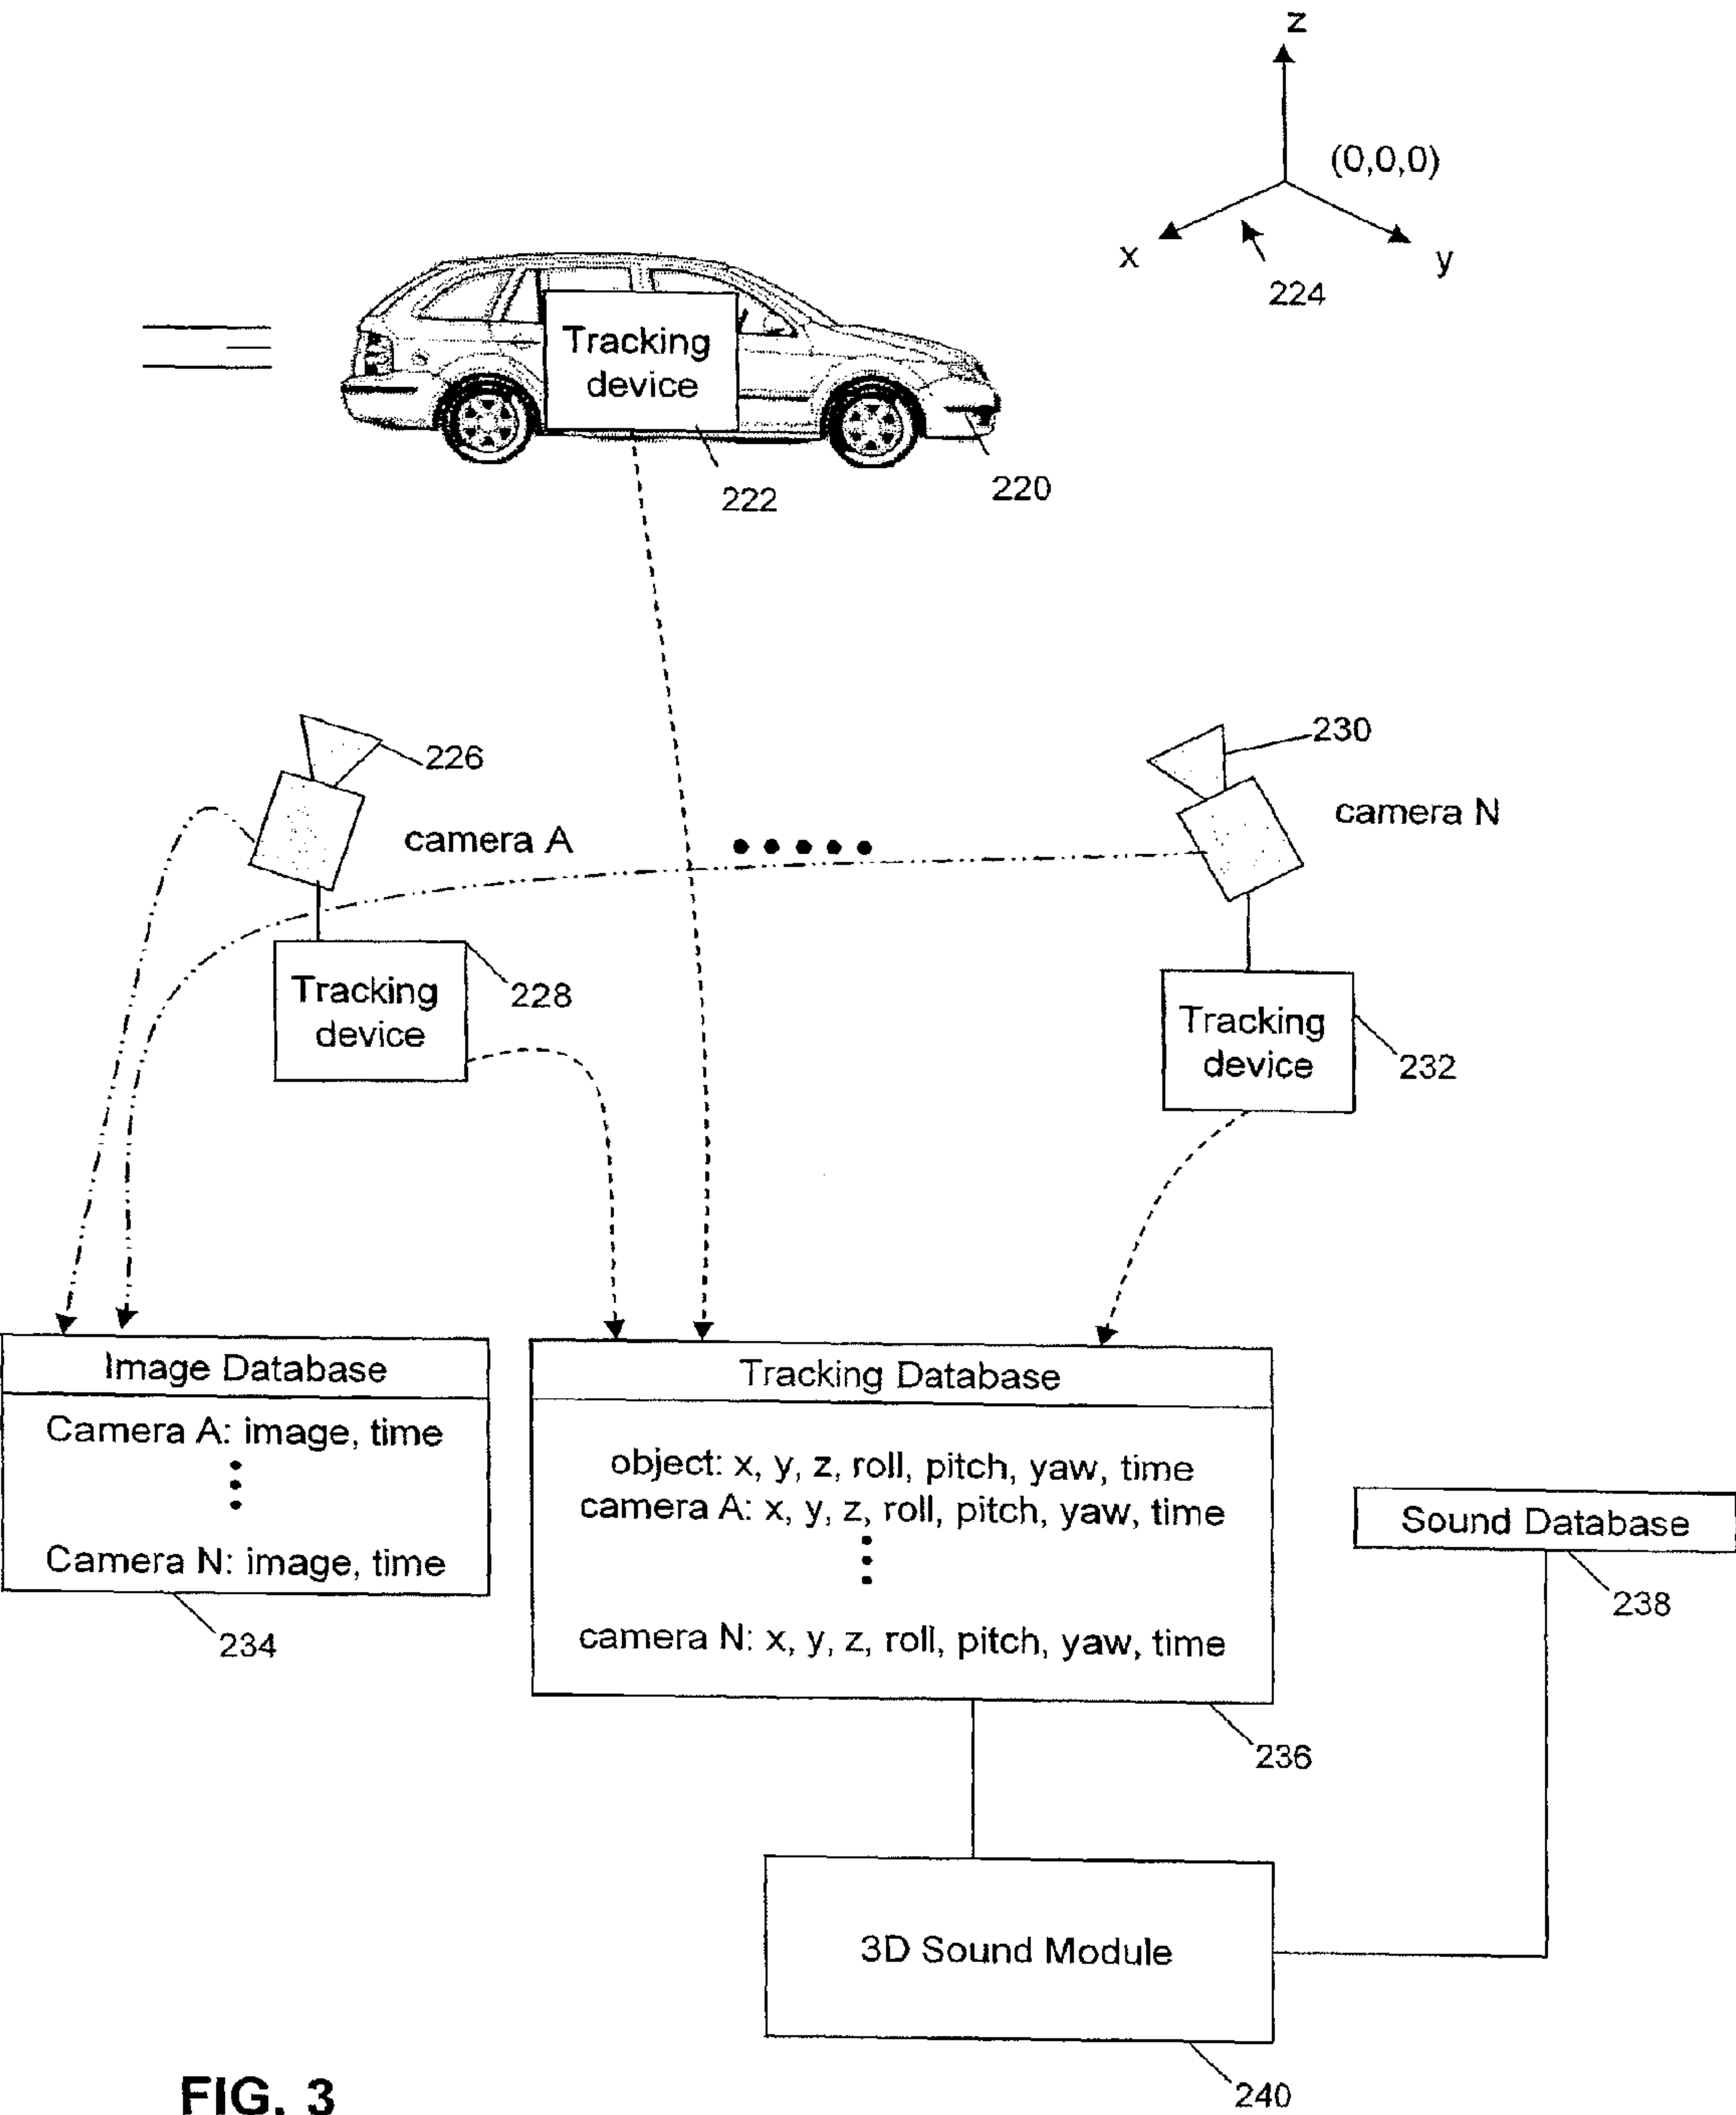 z
(0,0,0)
x
y
224
Tracking
device
222
220
226
230
camera A
camera N
Tracking
device
228
Tracking
device
232
Image Database
Camera A: image, time
Camera N: image, time
234
Tracking Database
object: x, y, z, roll, pitch, yaw, time
camera A: x, y, z, roll, pitch, yaw, time
camera N: x, y, z, roll, pitch, yaw, time
236
Sound Database
238
3D Sound Module
240
FIG. 3